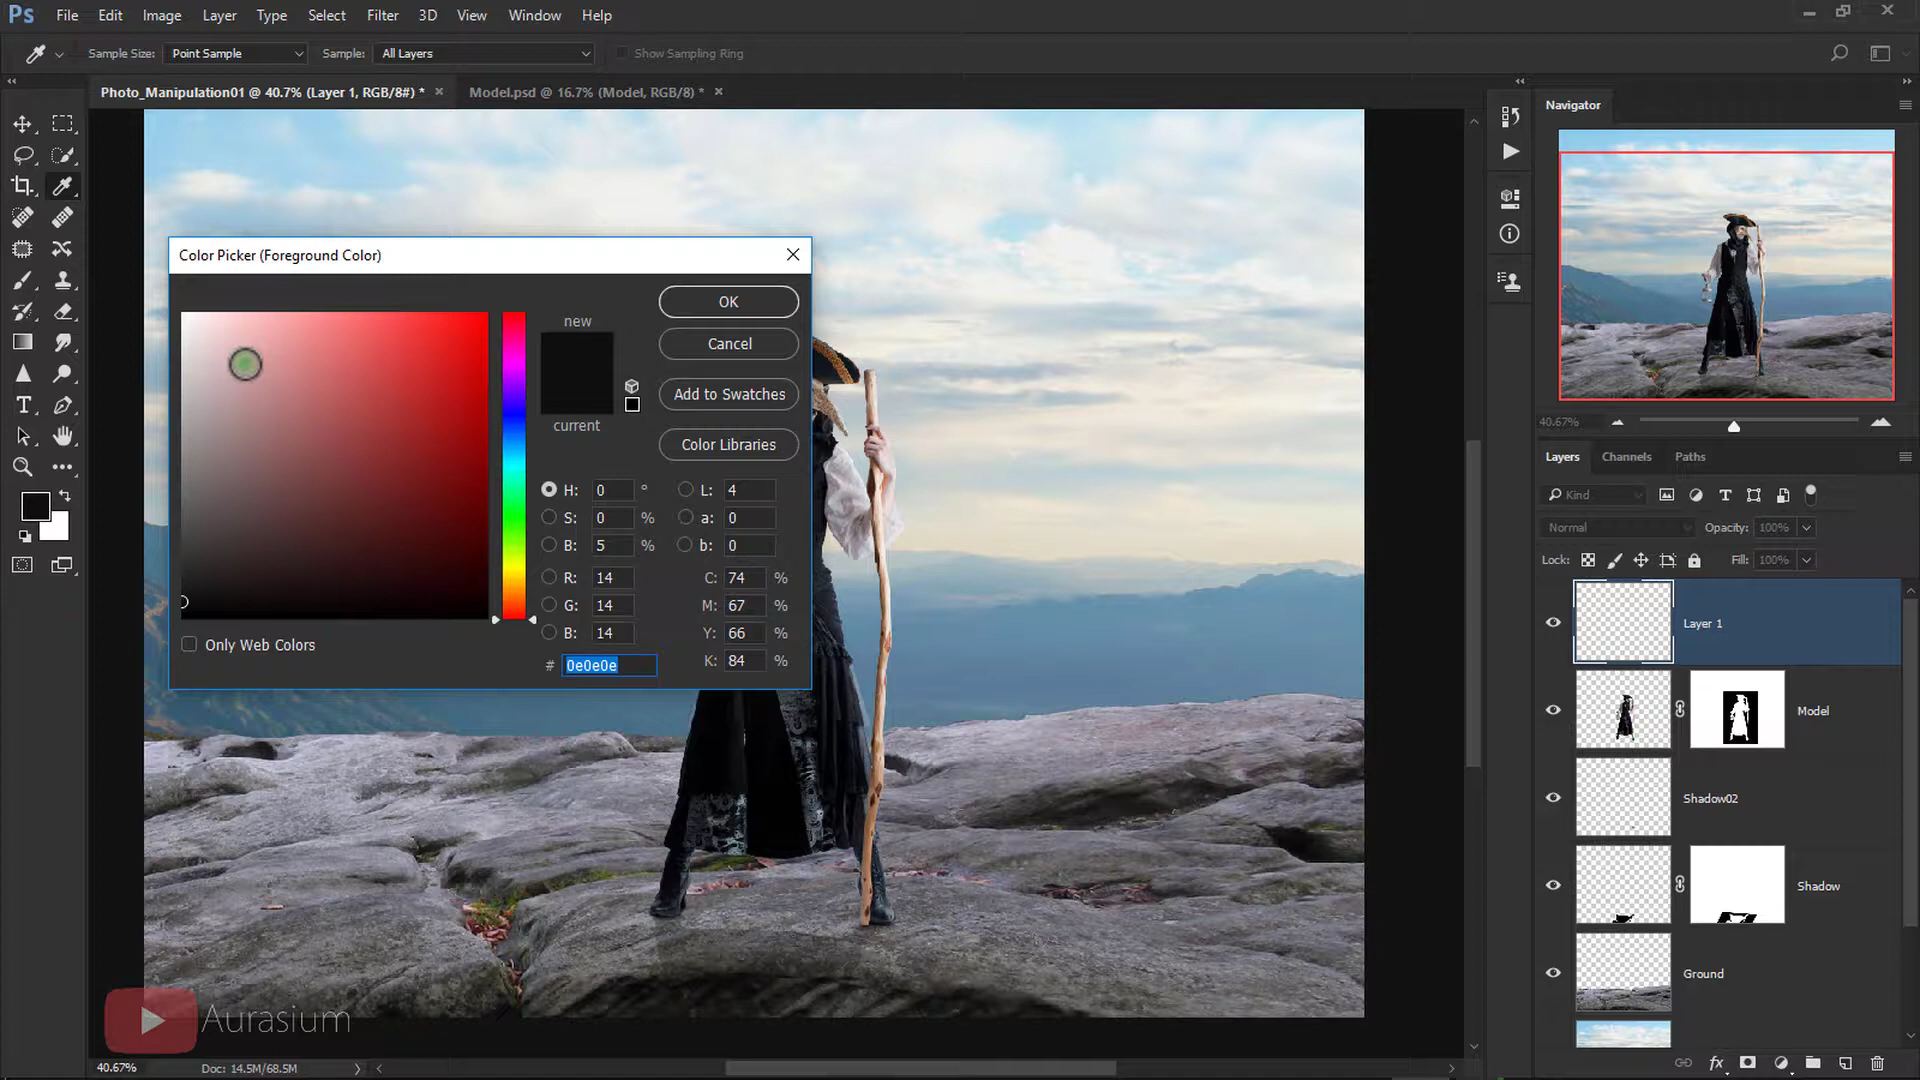 Ps File Edit Image Layer Type Select Filter 3D View Window Help
Sample Size: Point Sample Sample: All Layers Show Sampling Ring
Photo_Manipulation01 @ 40.7% (Layer 1, RGB/8#) * Model.psd @ 16.7% (Model, RGB/8) *
Navigator
40.67%
Color Picker (Foreground Color)
new
current
OK
Cancel
Add to Swatches
Color Libraries
H: 0 ° L: 4
S: 0 % a: 0
B: 5 % b: 0
R: 14 C: 74 %
G: 14 M: 67 %
B: 14 Y: 66 %
# 0e0e0e K: 84 %
Only Web Colors
Layers Channels Paths
Kind
Normal Opacity: 100%
Lock: Fill: 100%
Layer 1
Model
Shadow02
Shadow
Ground
fx
Aurasium
40.67% Doc: 14.5M/68.5M